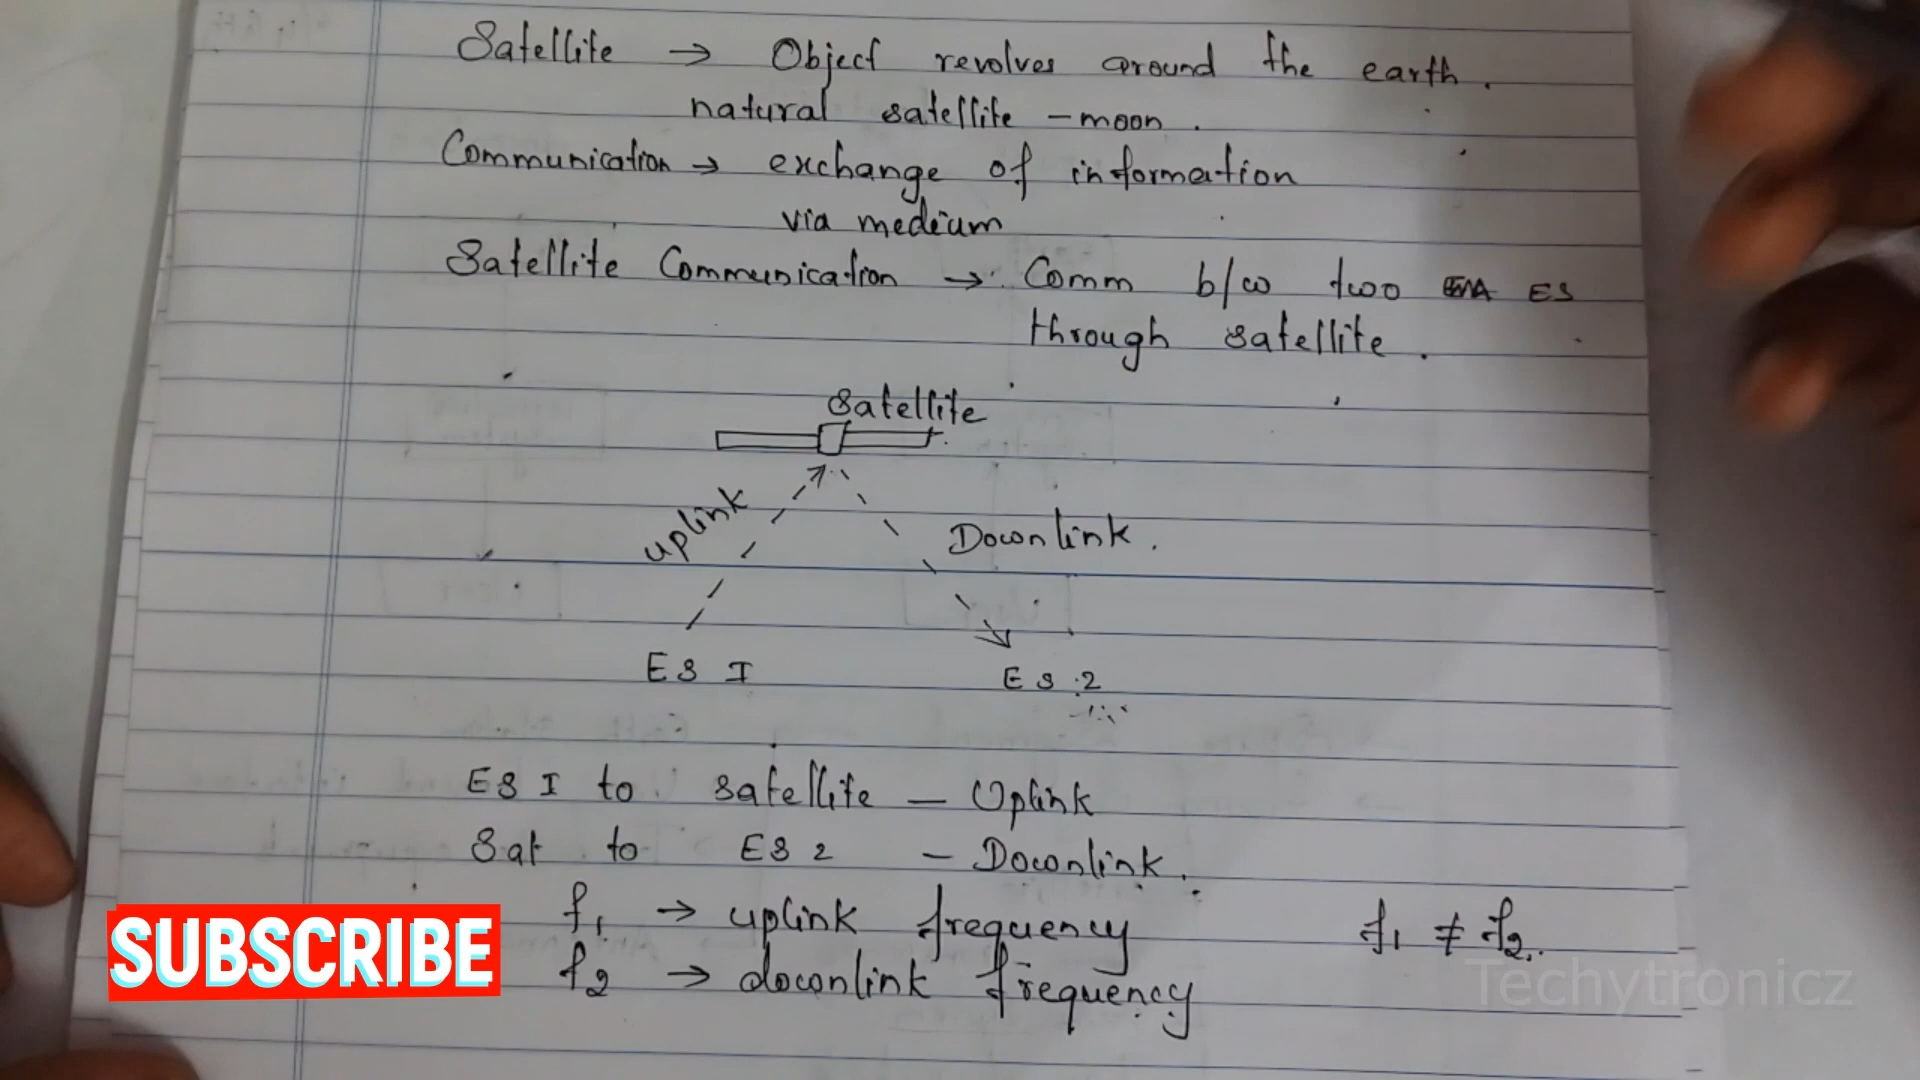 Satellite → Object revolves around the earth.
natural satellite - moon.
Communication → exchange of information
via medium
Satellite Communication → Comm b/w two ES
through satellite.
Satellite
uplink
Downlink.
ES I
ES 2
ES I to satellite - Uplink
Sat to ES 2 - Downlink.
f1 → uplink frequency f1 ≠ f2.
f2 → downlink frequency
SUBSCRIBE
Techytronicz